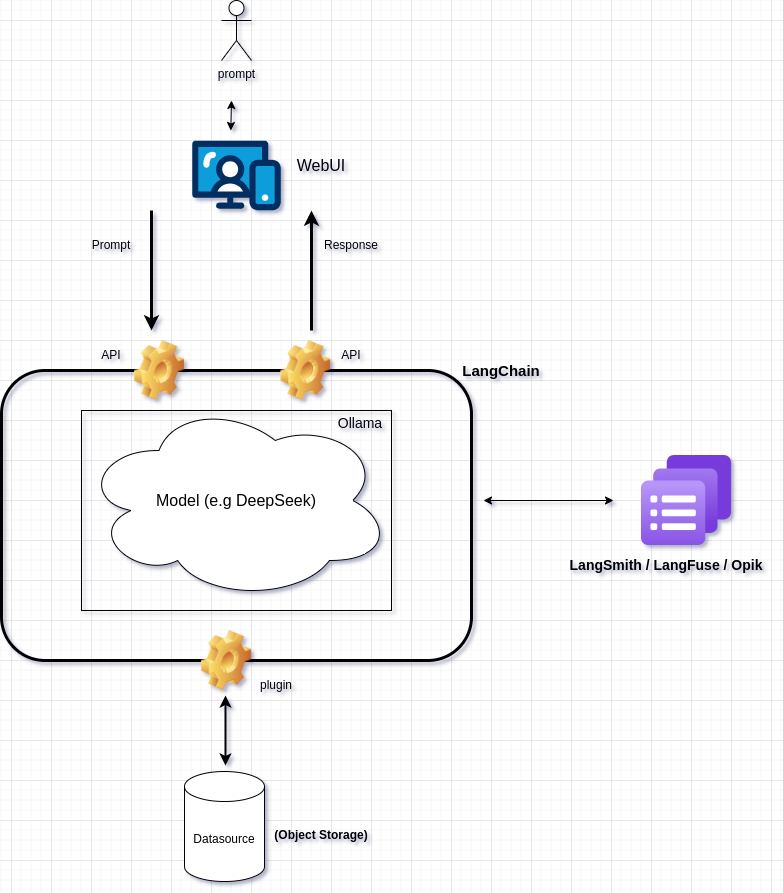 prompt
WebUI
Prompt
Response
API
API
LangChain
Ollama
Model (e.g DeepSeek)
LangSmith / LangFuse / Opik
plugin
Datasource
(Object Storage)